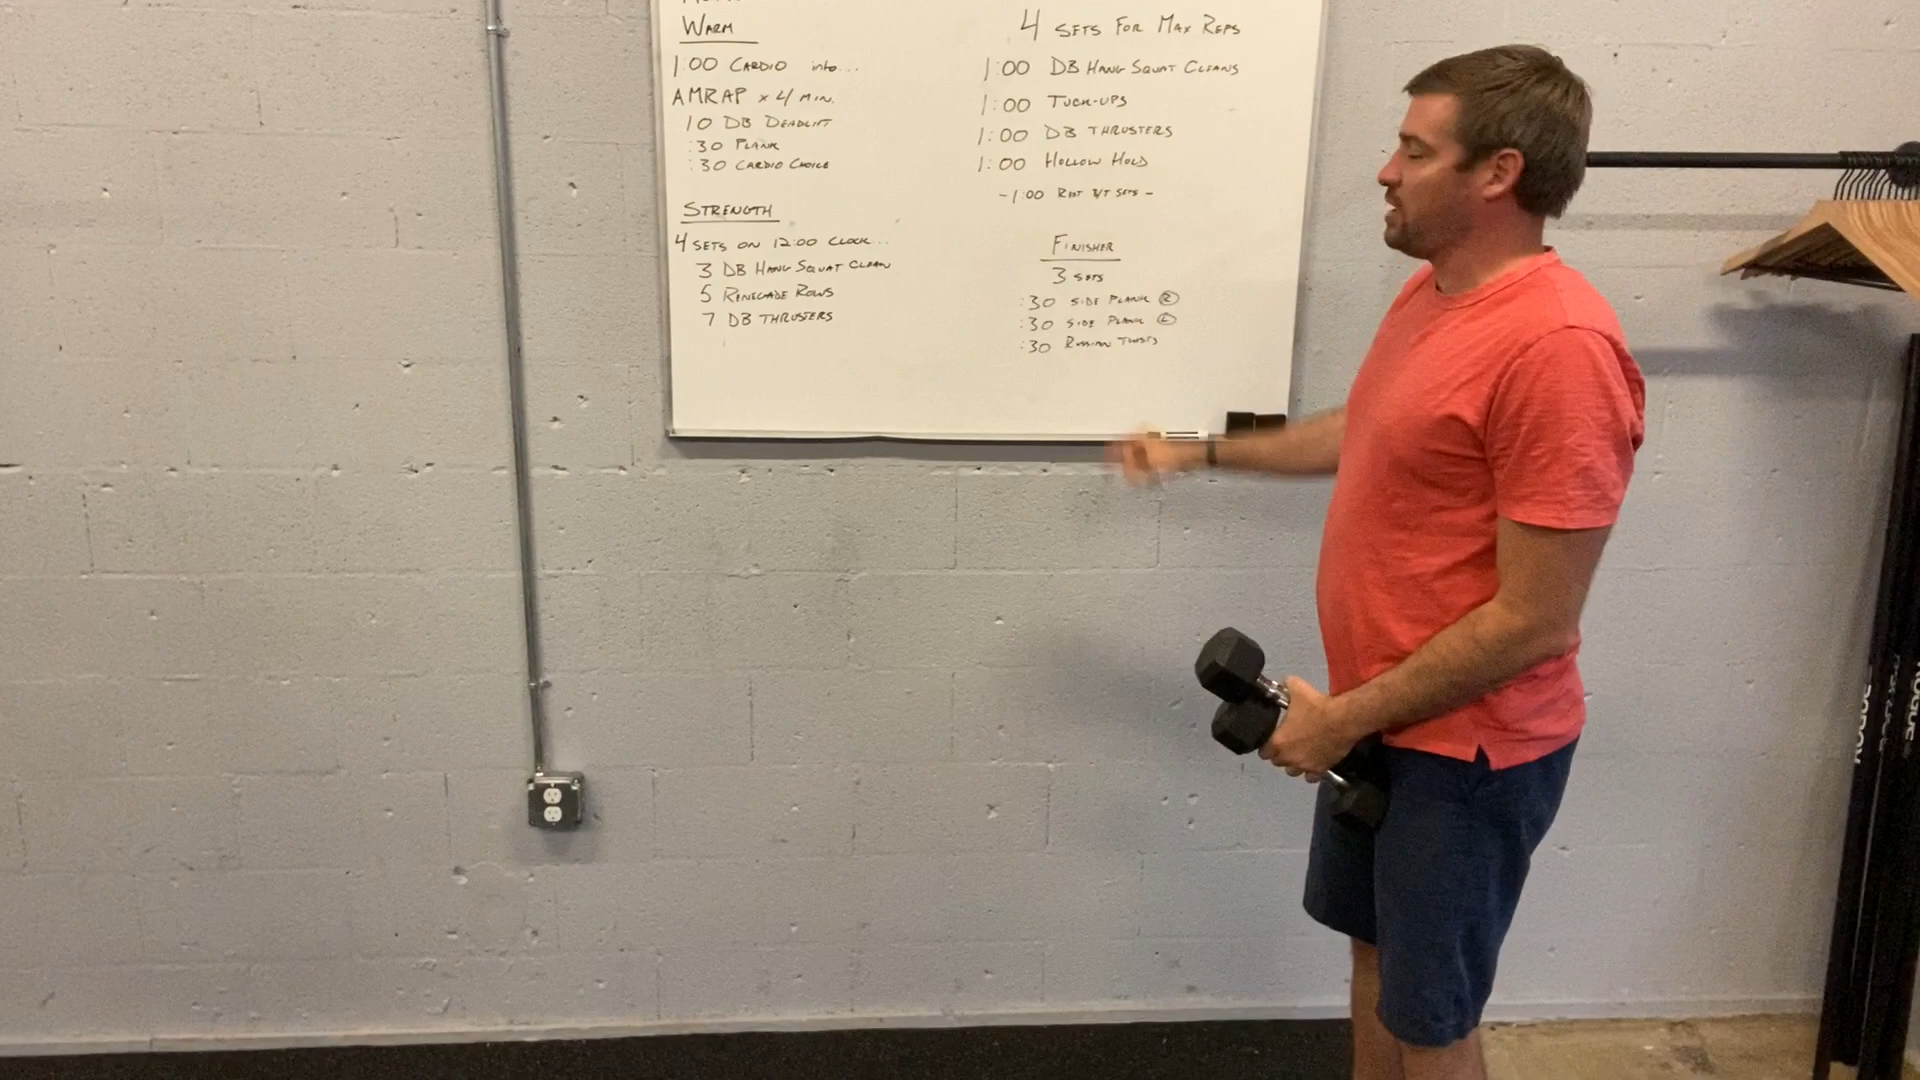 Warm
1:00 Cardio into...
AMRAP x 4 min.
10 DB Deadlift
:30 Plank
:30 Cardio Choice
Strength
4 sets on 12:00 clock...
3 DB Hang Squat Clean
5 Renegade Rows
7 DB Thrusters
4 sets For Max Reps
1:00 DB Hang Squat Cleans
1:00 Tuck-ups
1:00 DB Thrusters
1:00 Hollow Hold
-1:00 Rest B/T Sets-
Finisher
3 sets
:30 Side Plank R
:30 Side Plank L
:30 Russian Twists
ROGUE